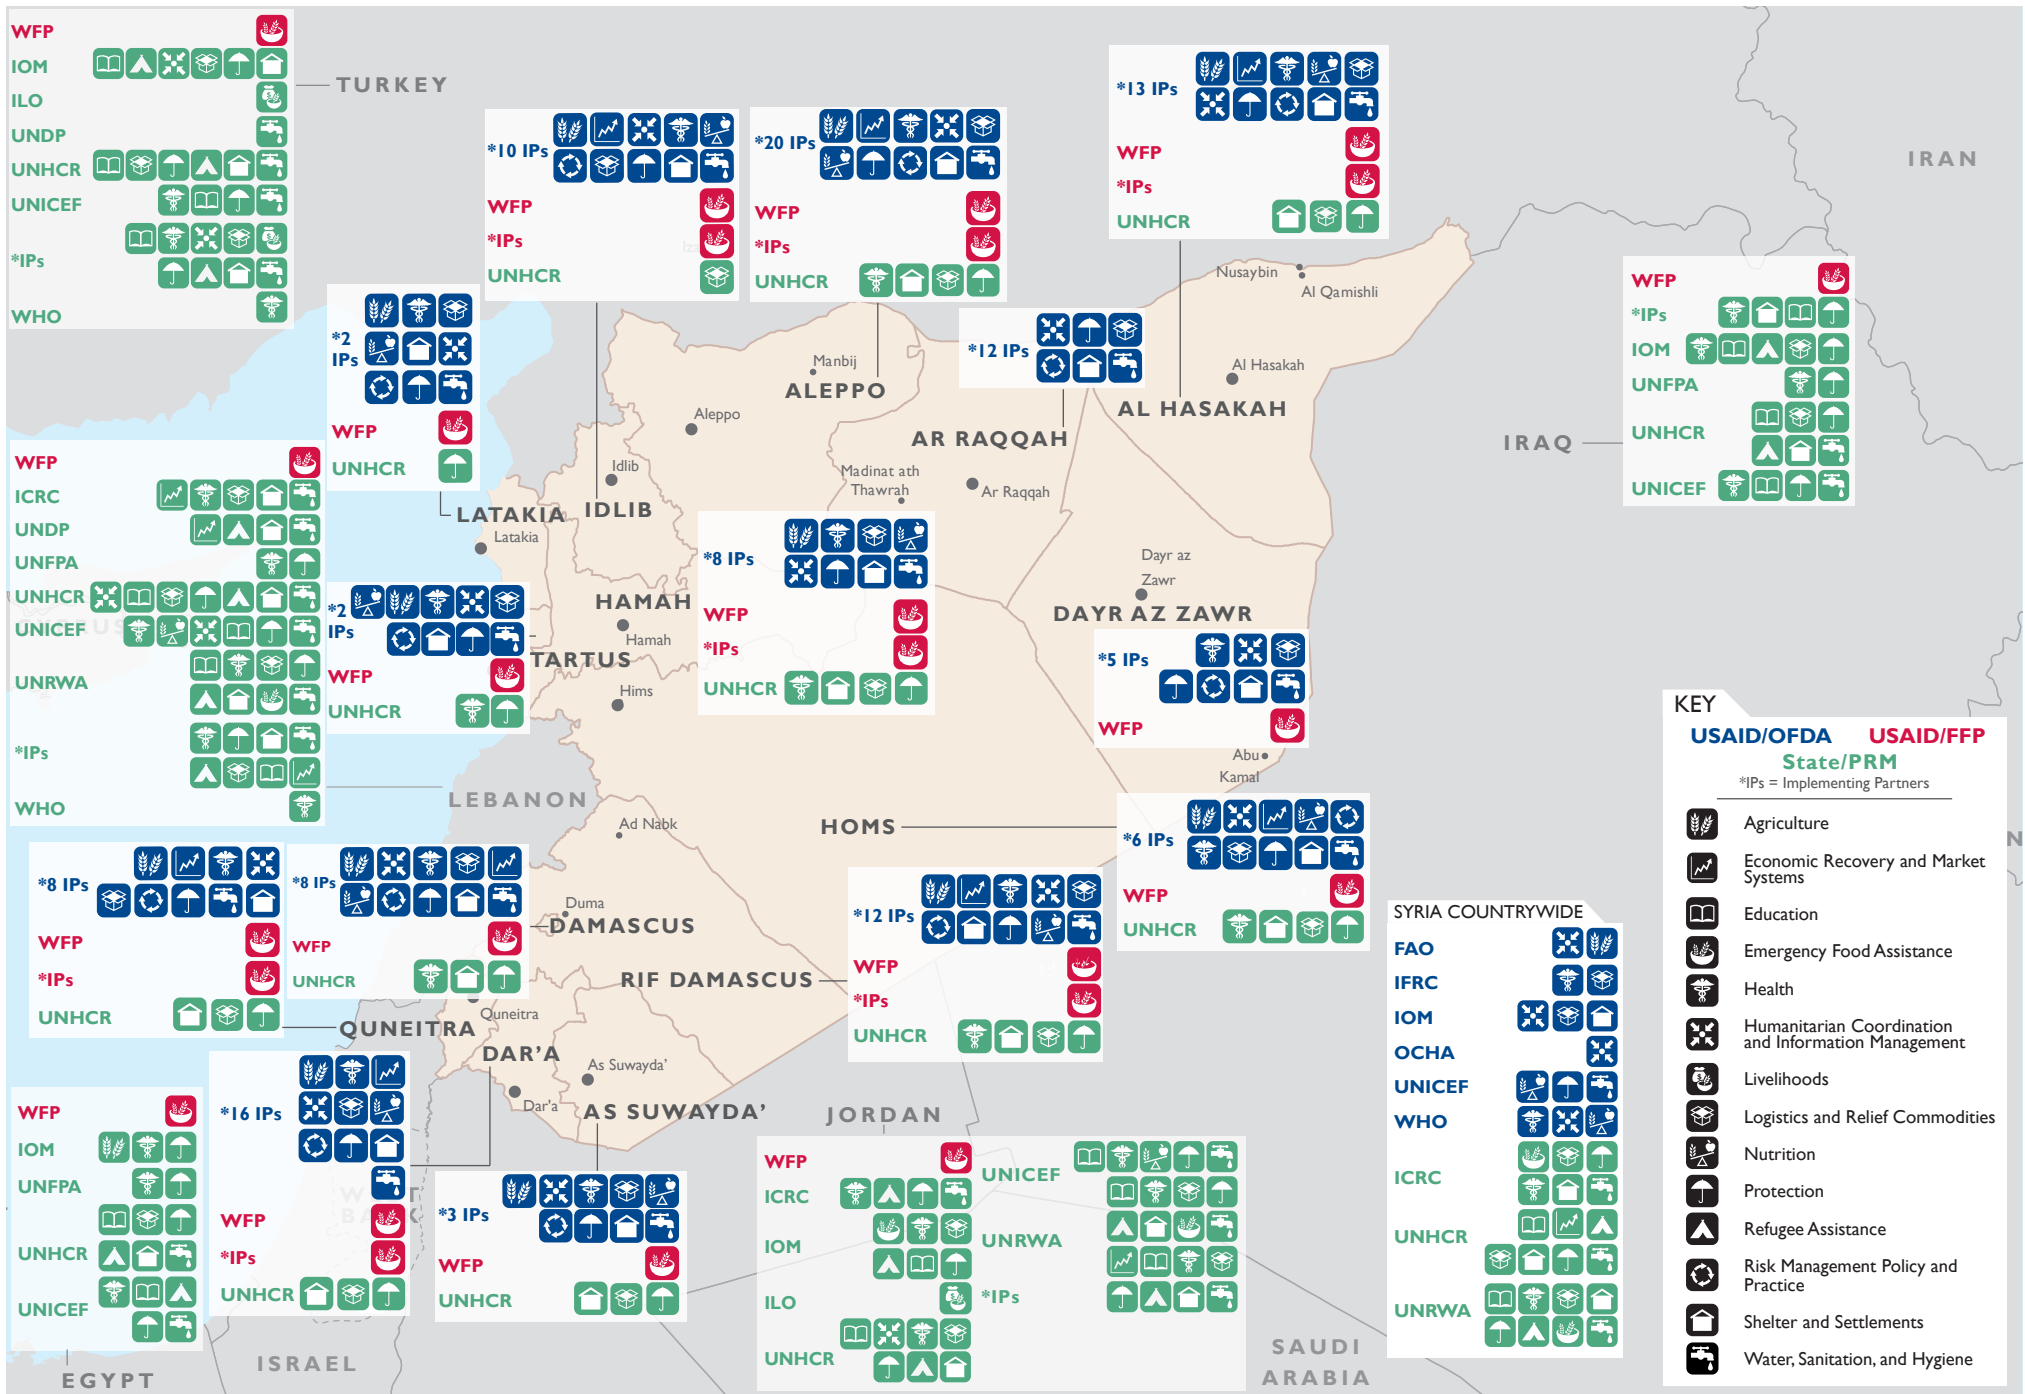 WFP
IOM
ILO
UNDP
UNHCR
UNICEF
*IPs
WHO
TURKEY
*10 IPs
WFP
*IPs
UNHCR
*20 IPs
WFP
*IPs
UNHCR
*13 IPs
WFP
*IPs
UNHCR
IRAN
*2
IPs
WFP
UNHCR
*12 IPs
Nusaybin
Al Qamishli
Manbij
ALEPPO
Al Hasakah
AL HASAKAH
Aleppo
AR RAQQAH
IRAQ
WFP
*IPs
IOM
UNFPA
UNHCR
UNICEF
WFP
ICRC
UNDP
UNFPA
UNHCR
UNICEF
UNRWA
*IPs
WHO
LEBANON
Idlib
IDLIB
LATAKIA
Latakia
Madinat ath
Thawrah
Ar Raqqah
*8 IPs
WFP
*IPs
UNHCR
Dayr az
Zawr
DAYR AZ ZAWR
*5 IPs
WFP
Abu
Kamal
*2
IPs
WFP
UNHCR
HAMAH
Hamah
TARTUS
Hims
HOMS
*6 IPs
WFP
UNHCR
Ad Nabk
*8 IPs
WFP
*IPs
UNHCR
*8 IPs
WFP
UNHCR
Duma
DAMASCUS
RIF DAMASCUS
*12 IPs
WFP
*IPs
UNHCR
QUNEITRA
Quneitra
DAR'A
As Suwayda'
Dar'a
AS SUWAYDA'
*16 IPs
WFP
*IPs
UNHCR
*3 IPs
WFP
UNHCR
WFP
IOM
UNFPA
UNHCR
UNICEF
EGYPT
ISRAEL
JORDAN
WFP
ICRC
IOM
ILO
UNHCR
UNICEF
UNRWA
*IPs
SAUDI
ARABIA
SYRIA COUNTRYWIDE
FAO
IFRC
IOM
OCHA
UNICEF
WHO
ICRC
UNHCR
UNRWA
KEY
USAID/OFDA USAID/FFP
State/PRM
*IPs = Implementing Partners
Agriculture
Economic Recovery and Market
Systems
Education
Emergency Food Assistance
Health
Humanitarian Coordination
and Information Management
Livelihoods
Logistics and Relief Commodities
Nutrition
Protection
Refugee Assistance
Risk Management Policy and
Practice
Shelter and Settlements
Water, Sanitation, and Hygiene